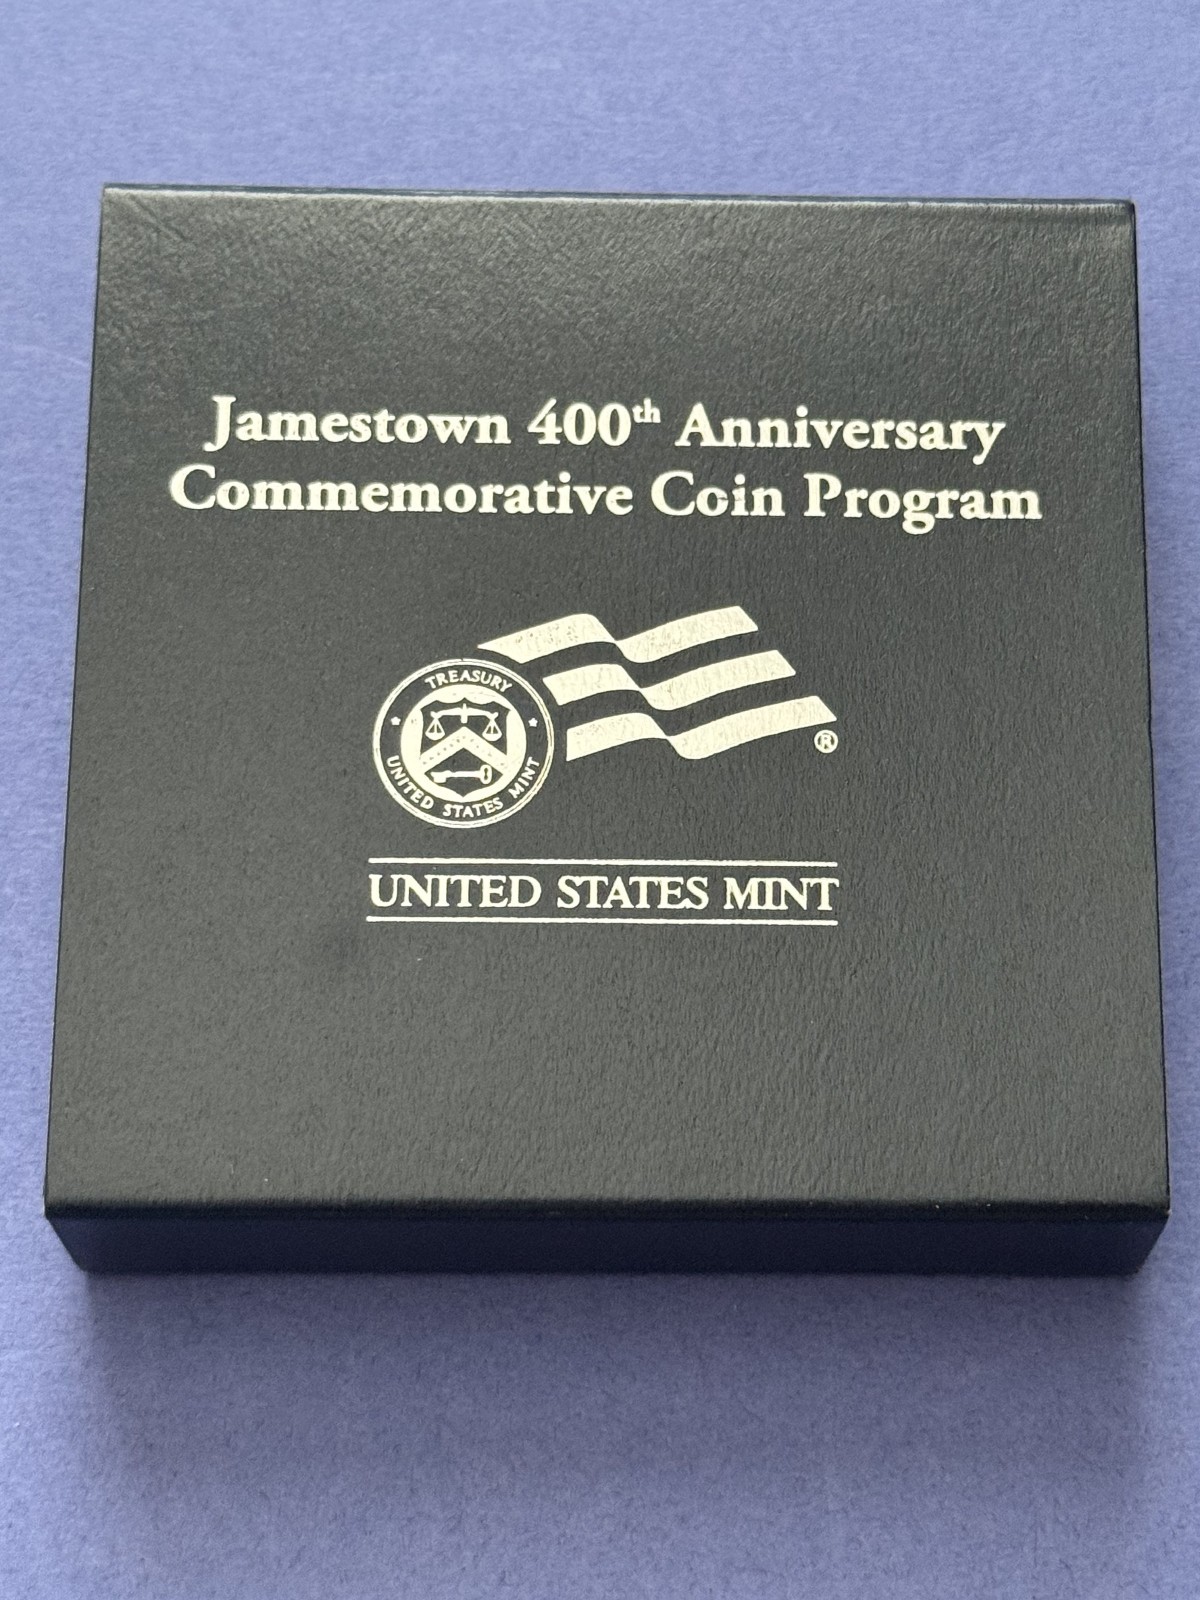 Jamestown 400th Anniversary
Commemorative Coin Program
TREASURY
UNITED STATES MINT
®
UNITED STATES MINT